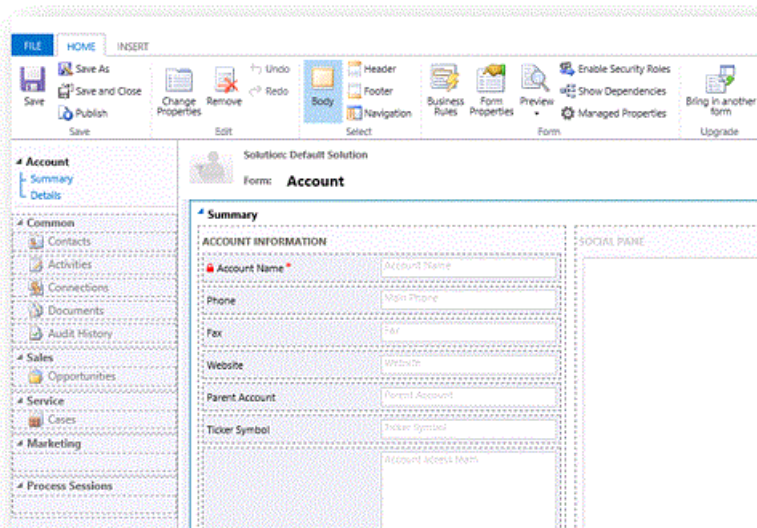 FILE HOME INSERT
Save
Save As
Save and Close
Publish
Save
Change Properties
Remove
Undo
Redo
Edit
Body
Header
Footer
Navigation
Select
Business Rules
Form Properties
Preview
Enable Security Roles
Show Dependencies
Managed Properties
Form
Bring in another form
Upgrade
Account
Summary
Details
Common
Contacts
Activities
Connections
Documents
Audit History
Sales
Opportunities
Service
Cases
Marketing
Process Sessions
Solution: Default Solution
Form: Account
Summary
ACCOUNT INFORMATION
Account Name * Account Name
Phone Main Phone
Fax Fax
Website Website
Parent Account Parent Account
Ticker Symbol Ticker Symbol
Account access team
SOCIAL PANE